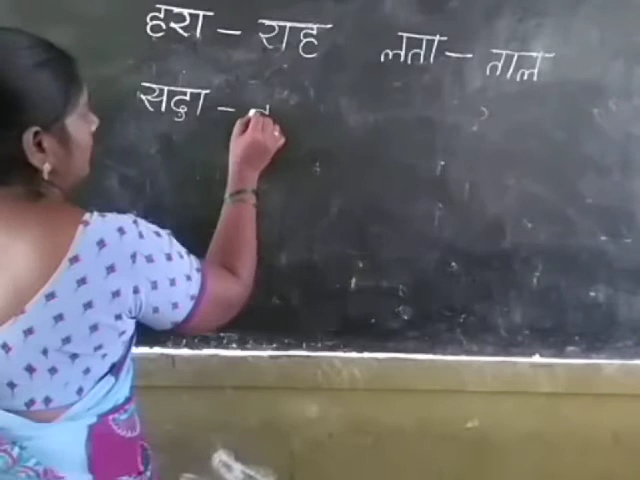 हरा – राह लता – ताल
सदा –